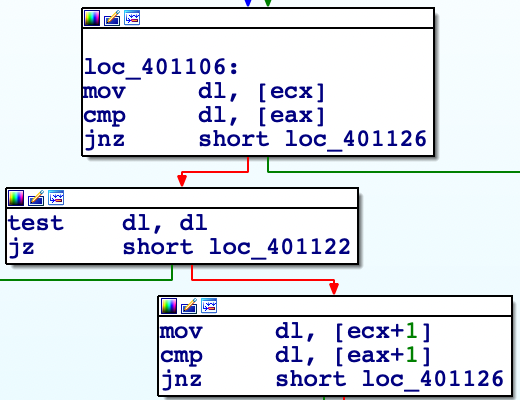 loc_401106:
mov dl, [ecx]
cmp dl, [eax]
jnz short loc_401126
test dl, dl
jz short loc_401122
mov dl, [ecx+1]
cmp dl, [eax+1]
jnz short loc_401126